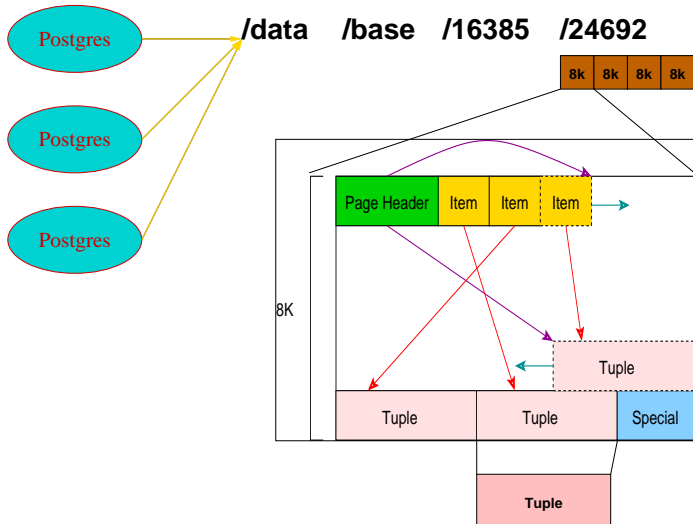 Postgres
Postgres
Postgres
/data /base /16385 /24692
8k 8k 8k 8k
8K
Page Header Item Item Item
Tuple
Tuple Tuple Special
Tuple